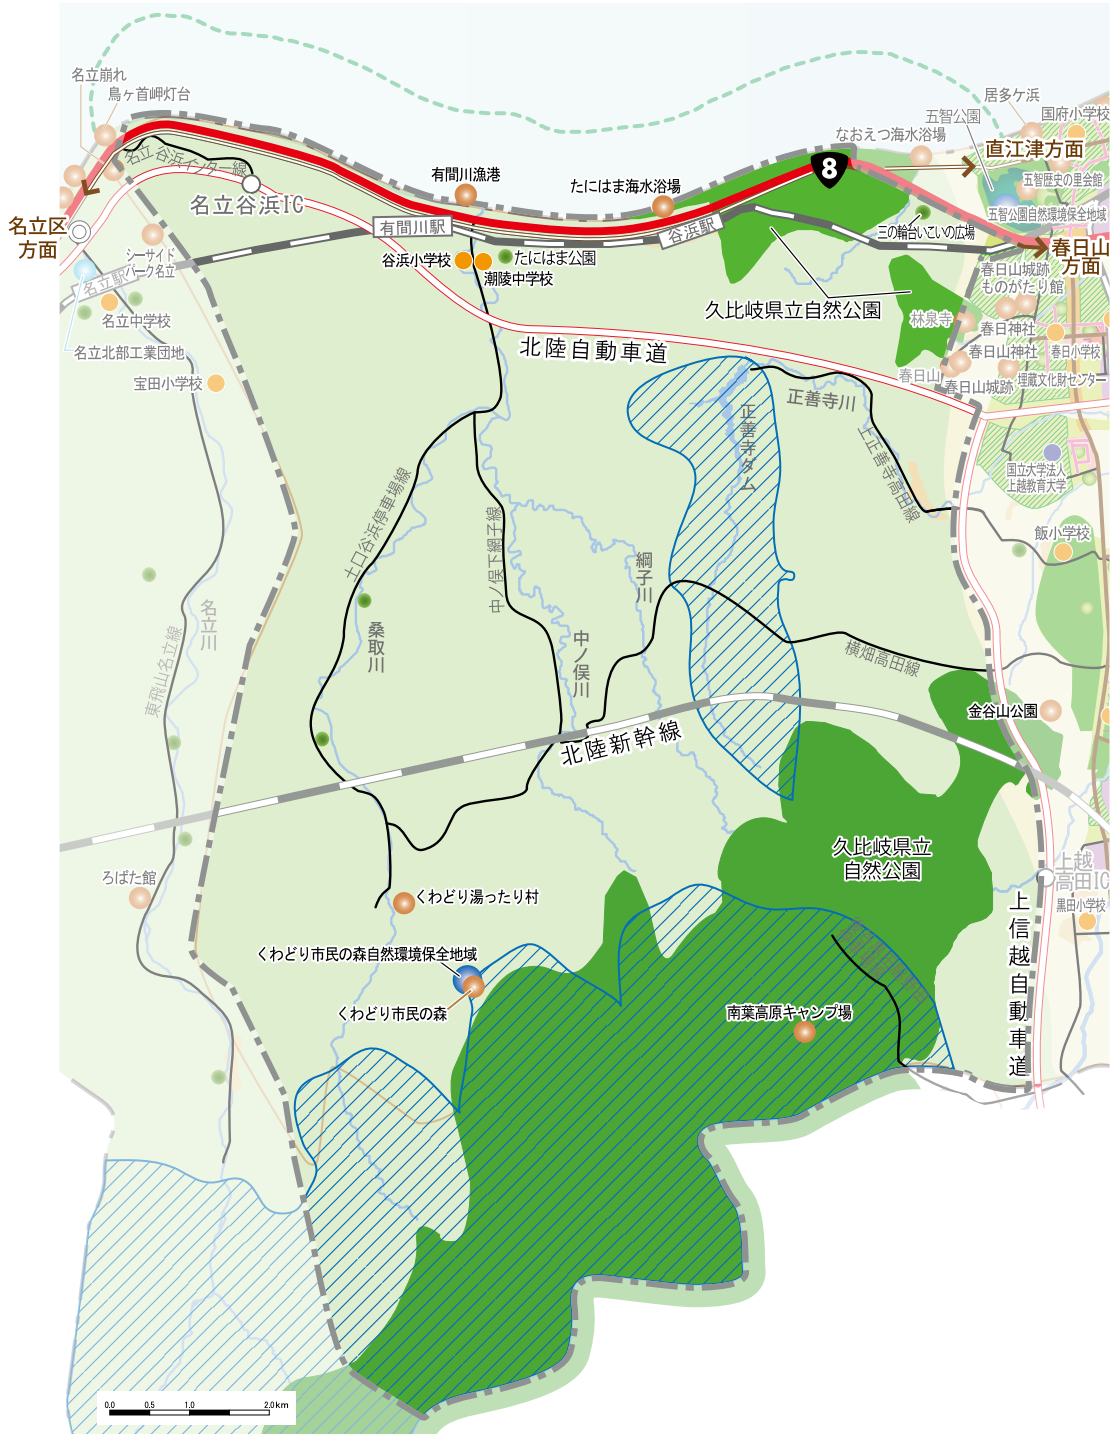 名立崩れ
鳥ヶ首岬灯台
居多ケ浜
五智公園
国府小学校
なおえつ海水浴場
直江津方面
8
名立谷浜インター線
有間川漁港
たにはま海水浴場
五智歴史の里会館
名立谷浜IC
五智公園自然環境保全地域
名立区
方面
有間川駅
谷浜駅
三の輪台いこいの広場
春日山
方面
シーサイド
パーク名立
谷浜小学校
たにはま公園
潮陵中学校
春日山城跡
ものがたり館
名立駅
久比岐県立自然公園
名立中学校
林泉寺
春日神社
名立北部工業団地
北陸自動車道
春日山神社
春日小学校
宝田小学校
春日山
春日山城跡
埋蔵文化財センター
正善寺川
正善寺ダム
上正善寺高田線
国立大学法人
上越教育大学
土口谷浜停車場線
中ノ俣下網子線
飯小学校
綱子川
名立川
桑取川
中ノ俣川
東飛山名立線
横畑高田線
金谷山公園
北陸新幹線
久比岐県立
自然公園
上越
高田IC
ろばた館
くわどり湯ったり村
黒田小学校
上信越自動車道
くわどり市民の森自然環境保全地域
くわどり市民の森
南葉高原キャンプ場
0.0 0.5 1.0 2.0km